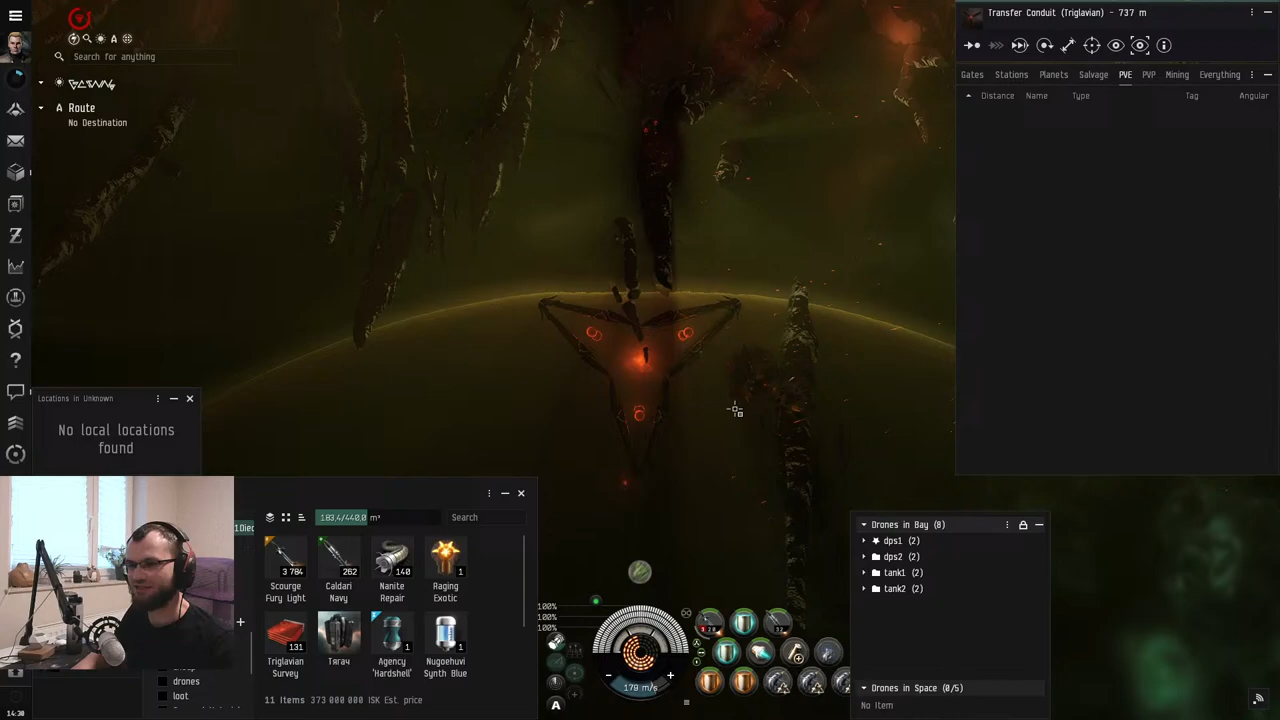 Transfer Conduit (Triglavian) - 737 m
Search for anything
Gates Stations Planets Salvage PVE PVP Mining Everything
Distance Name Type Tag Angular
A Route
No Destination
Locations in Unknown
No local locations
found
183,4/440,0 m³
Search
Drones in Bay (8)
dps1 (2)
dps2 (2)
tank1 (2)
tank2 (2)
3 784
262
140
1
Scourge
Fury Light
Caldari
Navy
Nanite
Repair
Raging
Exotic
131
1
1
Triglavian
Survey
Тягач
Agency
'Hardshell'
Nugoehuvi
Synth Blue
100%
100%
100%
179 m/s
A
drones
loot
11 Items 373 000 000 ISK Est. price
Drones in Space (0/5)
No Item
14:30